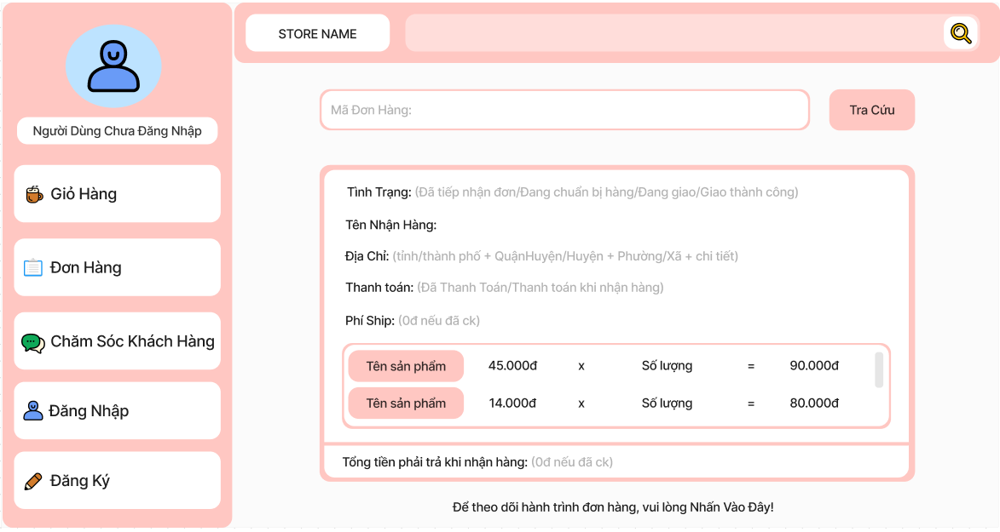 STORE NAME
Người Dùng Chưa Đăng Nhập
Giỏ Hàng
Đơn Hàng
Chăm Sóc Khách Hàng
Đăng Nhập
Đăng Ký
Mã Đơn Hàng:
Tra Cứu
Tình Trạng: (Đã tiếp nhận đơn/Đang chuẩn bị hàng/Đang giao/Giao thành công)
Tên Nhận Hàng:
Địa Chỉ: (tỉnh/thành phố + QuậnHuyện/Huyện + Phường/Xã + chi tiết)
Thanh toán: (Đã Thanh Toán/Thanh toán khi nhận hàng)
Phí Ship: (0đ nếu đã ck)
Tên sản phẩm 45.000đ x Số lượng = 90.000đ
Tên sản phẩm 14.000đ x Số lượng = 80.000đ
Tổng tiền phải trả khi nhận hàng: (0đ nếu đã ck)
Để theo dõi hành trình đơn hàng, vui lòng Nhấn Vào Đây!